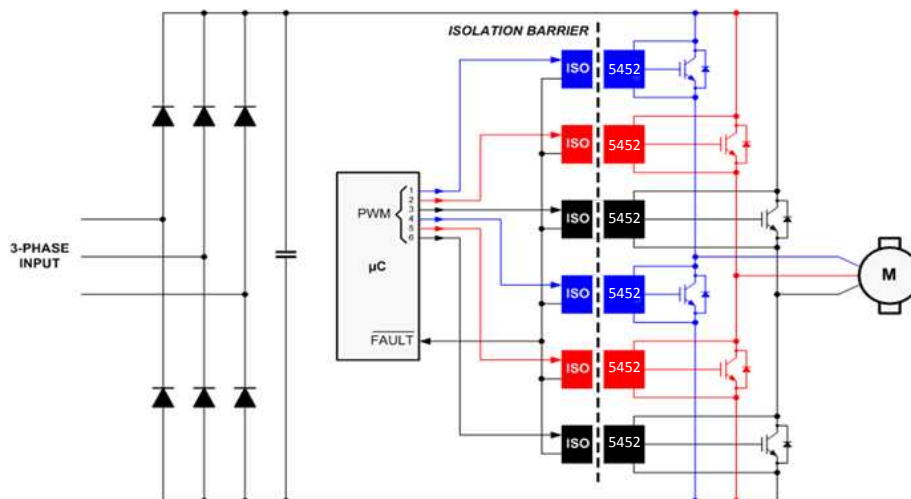 ISOLATION BARRIER
ISO 5452
ISO 5452
1
2
PWM 3
4
5
6
ISO 5452
3-PHASE
INPUT
µC
M
ISO 5452
FAULT
ISO 5452
ISO 5452